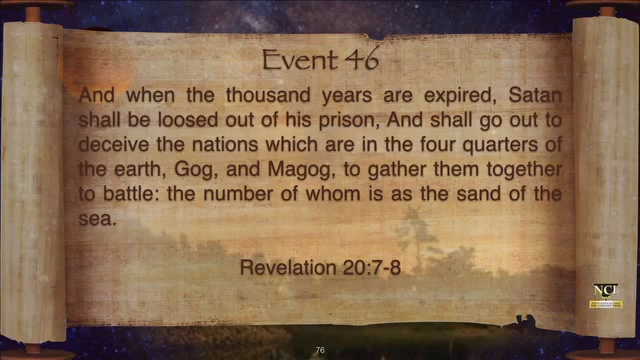 Event 46
And when the thousand years are expired, Satan
shall be loosed out of his prison, And shall go out to
deceive the nations which are in the four quarters of
the earth, Gog, and Magog, to gather them together
to battle: the number of whom is as the sand of the
sea.
Revelation 20:7-8
NCI
76